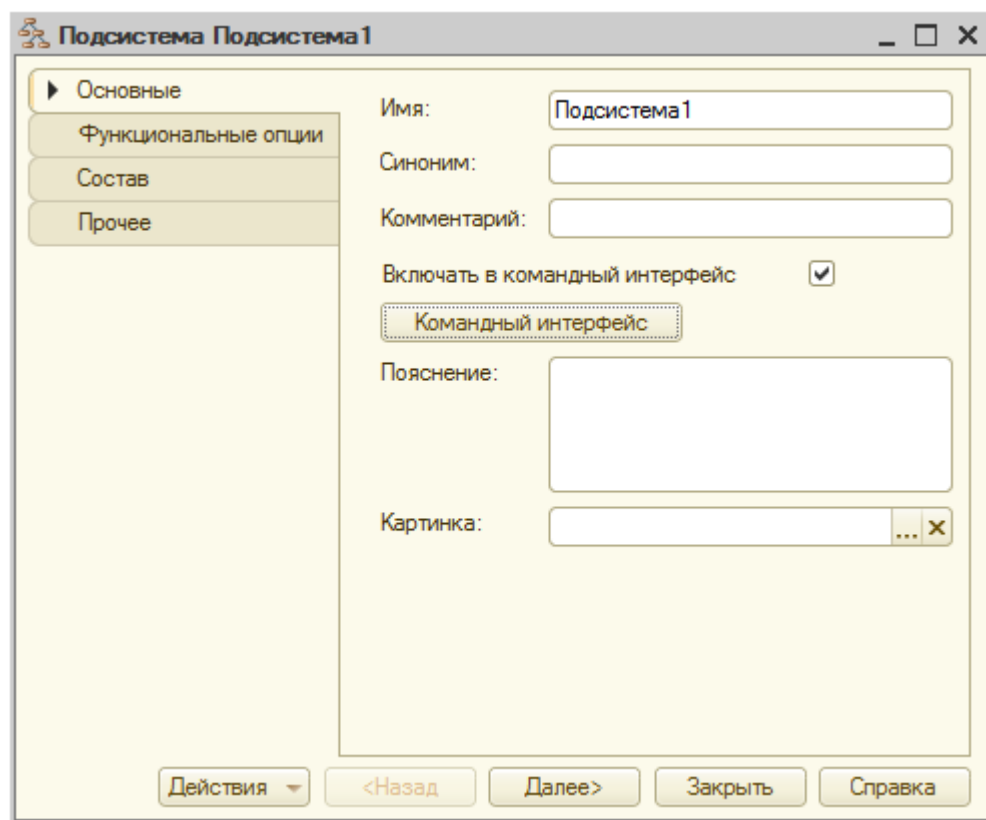 Подсистема Подсистема1
Основные
Функциональные опции
Состав
Прочее
Имя: Подсистема1
Синоним:
Комментарий:
Включать в командный интерфейс
Командный интерфейс
Пояснение:
Картинка: ...
Действия <Назад Далее> Закрыть Справка